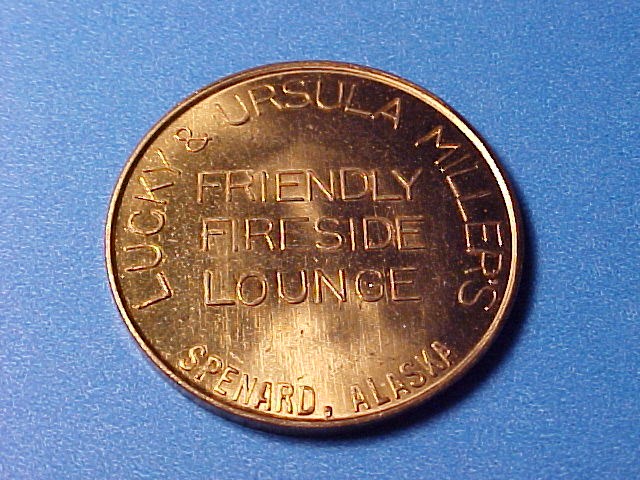 LUCKY & URSULA MILLER'S
FRIENDLY
FIRESIDE
LOUNGE
SPENARD, ALASKA